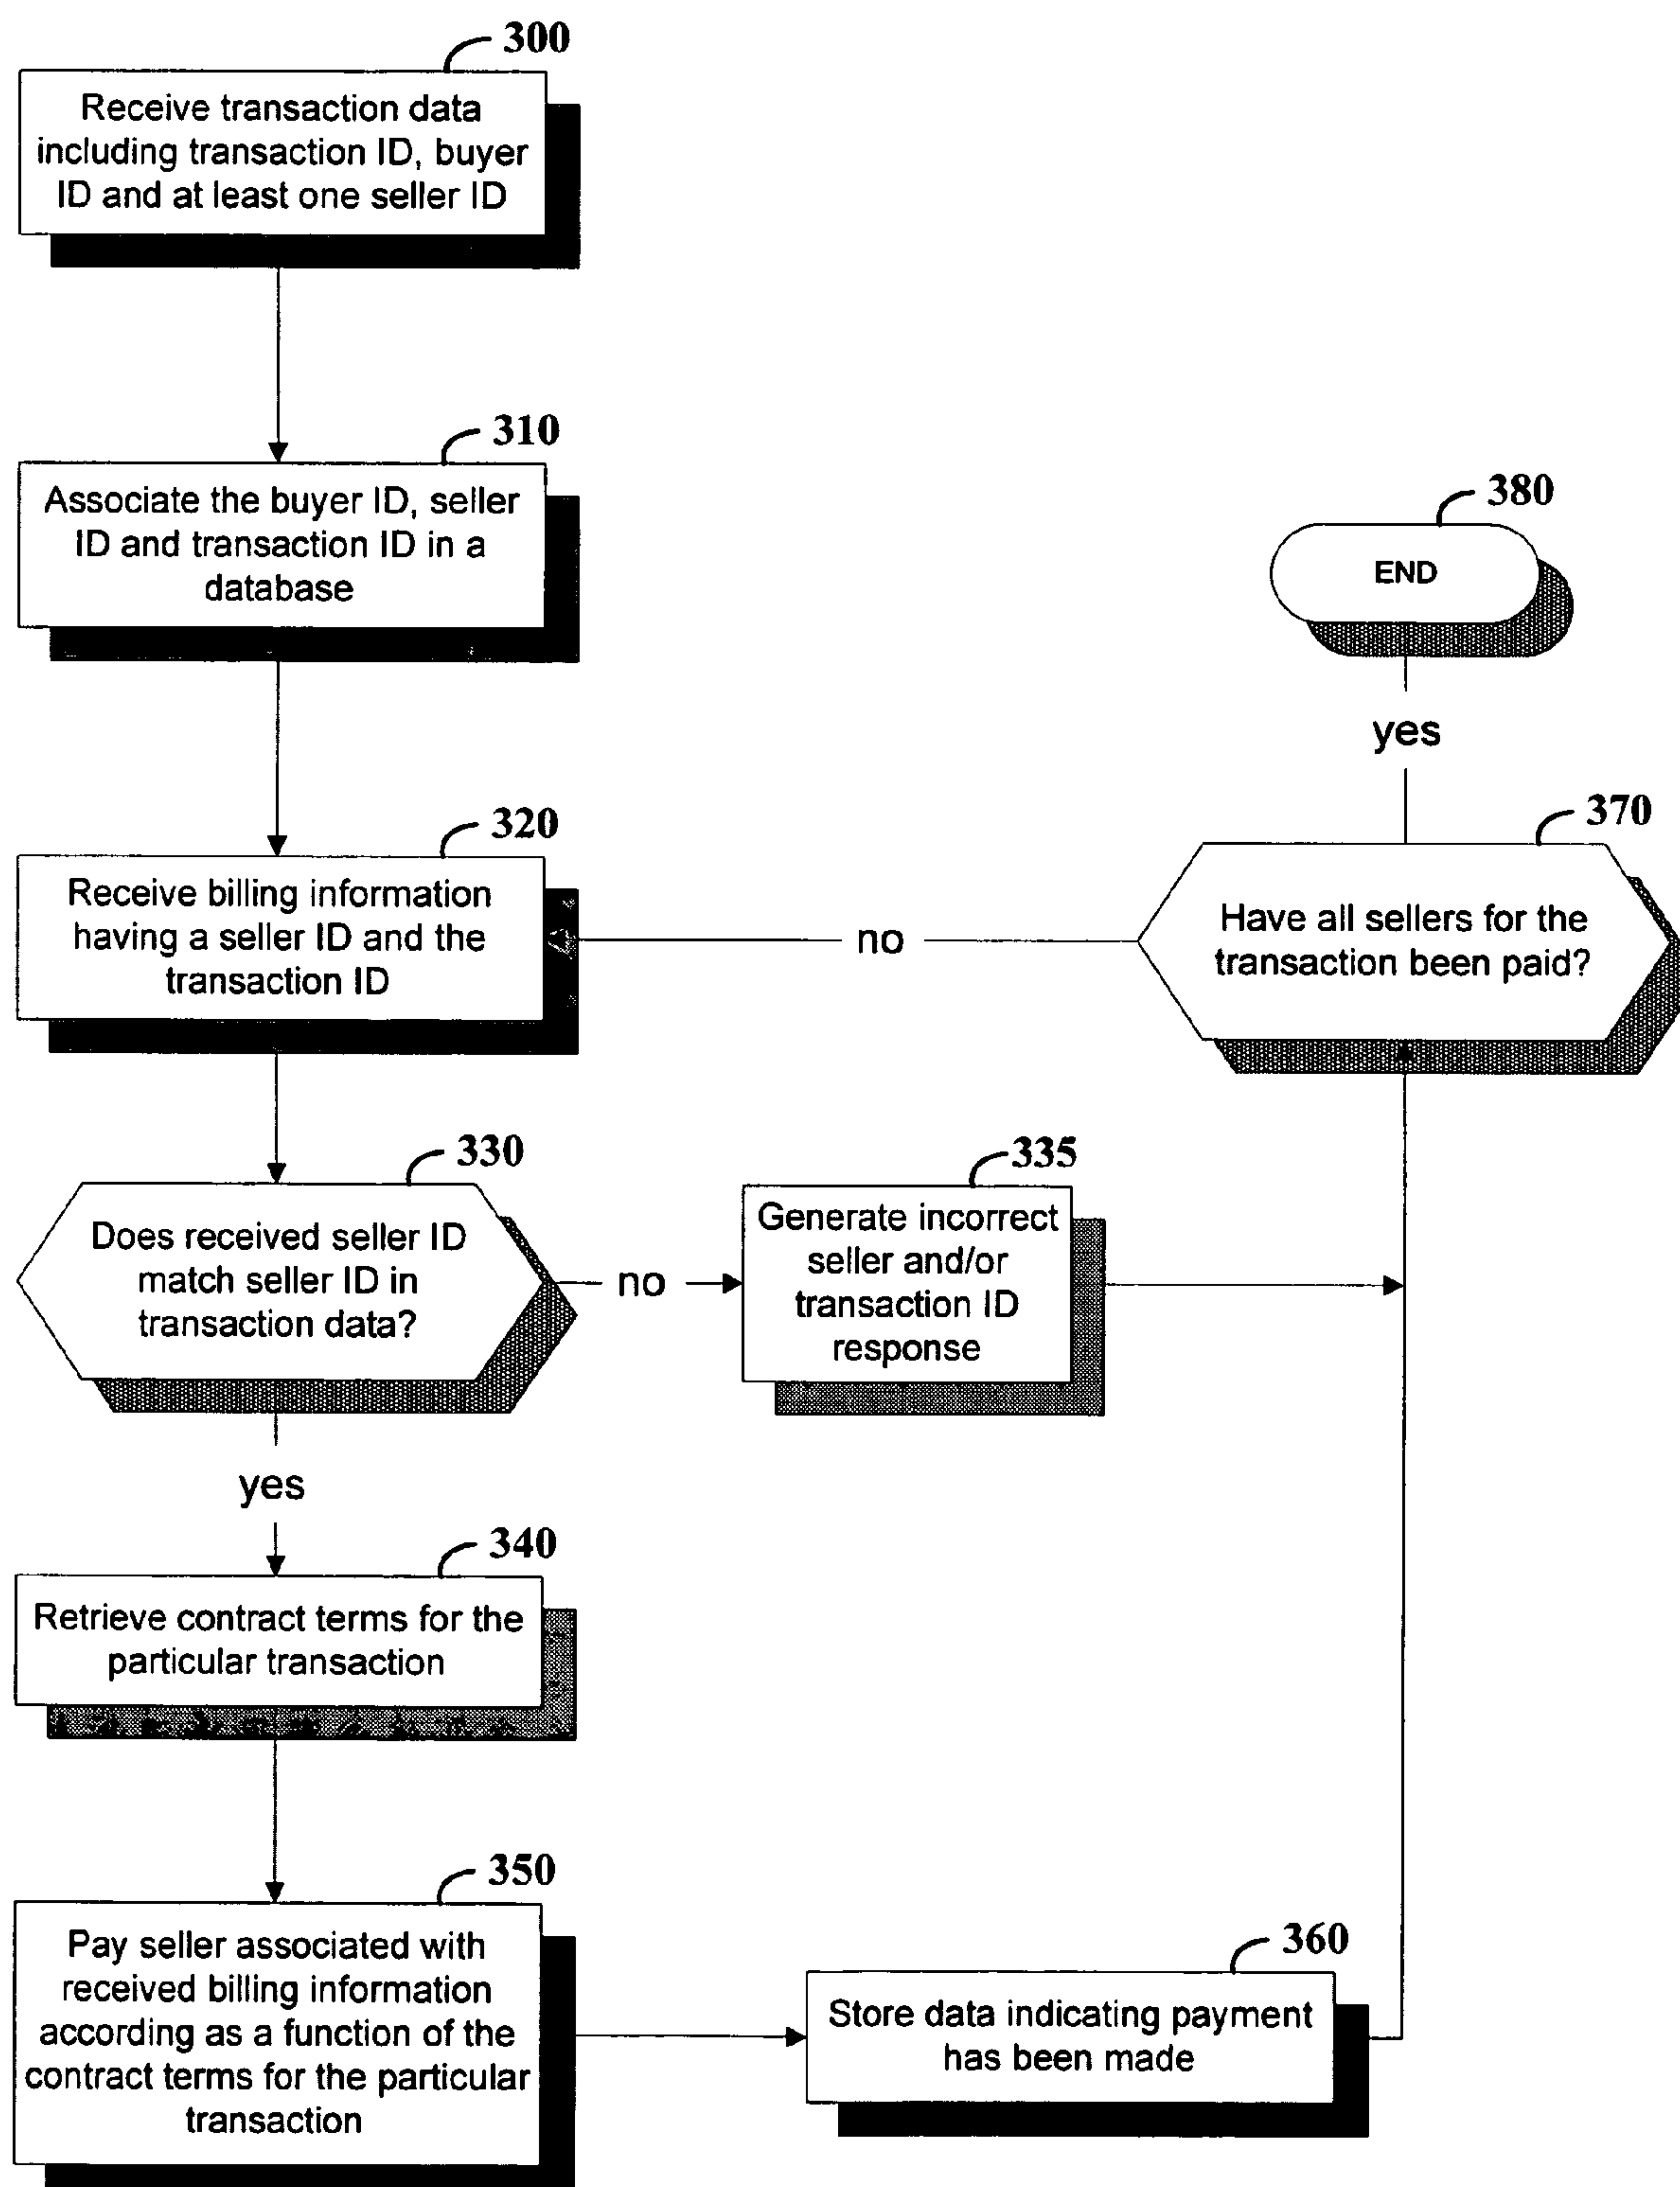 300
Receive transaction data
including transaction ID, buyer
ID and at least one seller ID
310
Associate the buyer ID, seller
ID and transaction ID in a
database
320
Receive billing information
having a seller ID and the
transaction ID
330
Does received seller ID
match seller ID in
transaction data?
no
335
Generate incorrect
seller and/or
transaction ID
response
yes
340
Retrieve contract terms for the
particular transaction
350
Pay seller associated with
received billing information
according as a function of the
contract terms for the particular
transaction
360
Store data indicating payment
has been made
370
Have all sellers for the
transaction been paid?
no
yes
380
END